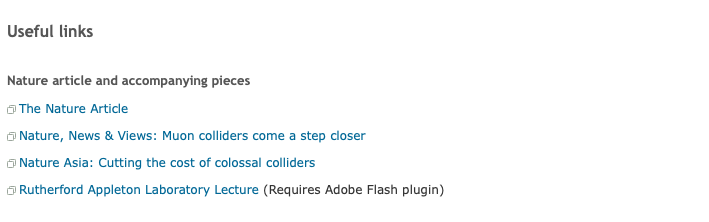 Useful links
Nature article and accompanying pieces
The Nature Article
Nature, News & Views: Muon colliders come a step closer
Nature Asia: Cutting the cost of colossal colliders
Rutherford Appleton Laboratory Lecture (Requires Adobe Flash plugin)